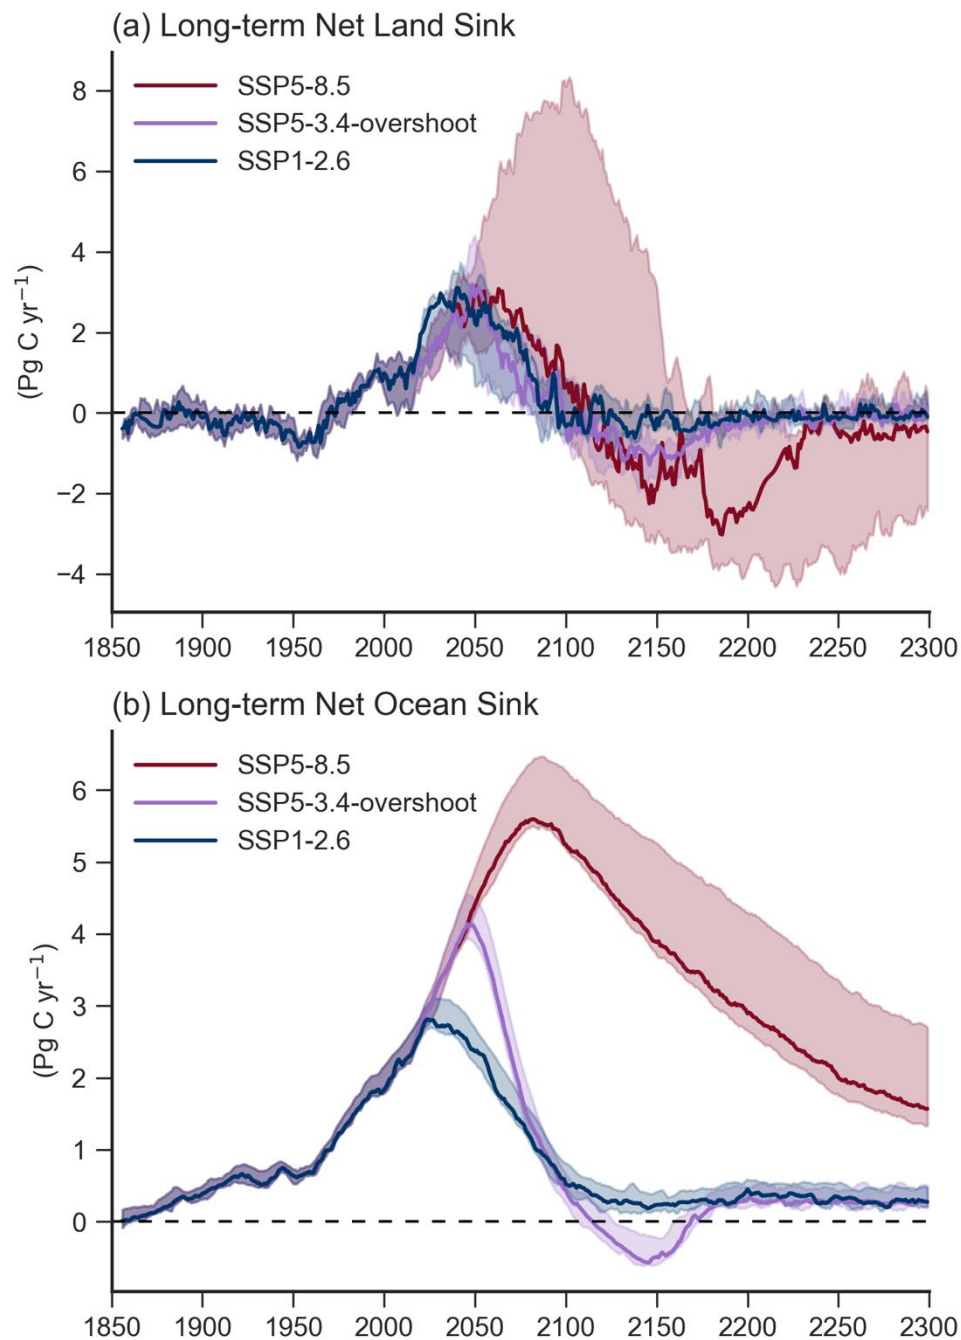 (a) Long-term Net Land Sink
SSP5-8.5
SSP5-3.4-overshoot
SSP1-2.6
(Pg C yr⁻¹)
8
6
4
2
0
−2
−4
1850 1900 1950 2000 2050 2100 2150 2200 2250 2300
(b) Long-term Net Ocean Sink
SSP5-8.5
SSP5-3.4-overshoot
SSP1-2.6
(Pg C yr⁻¹)
6
5
4
3
2
1
0
1850 1900 1950 2000 2050 2100 2150 2200 2250 2300